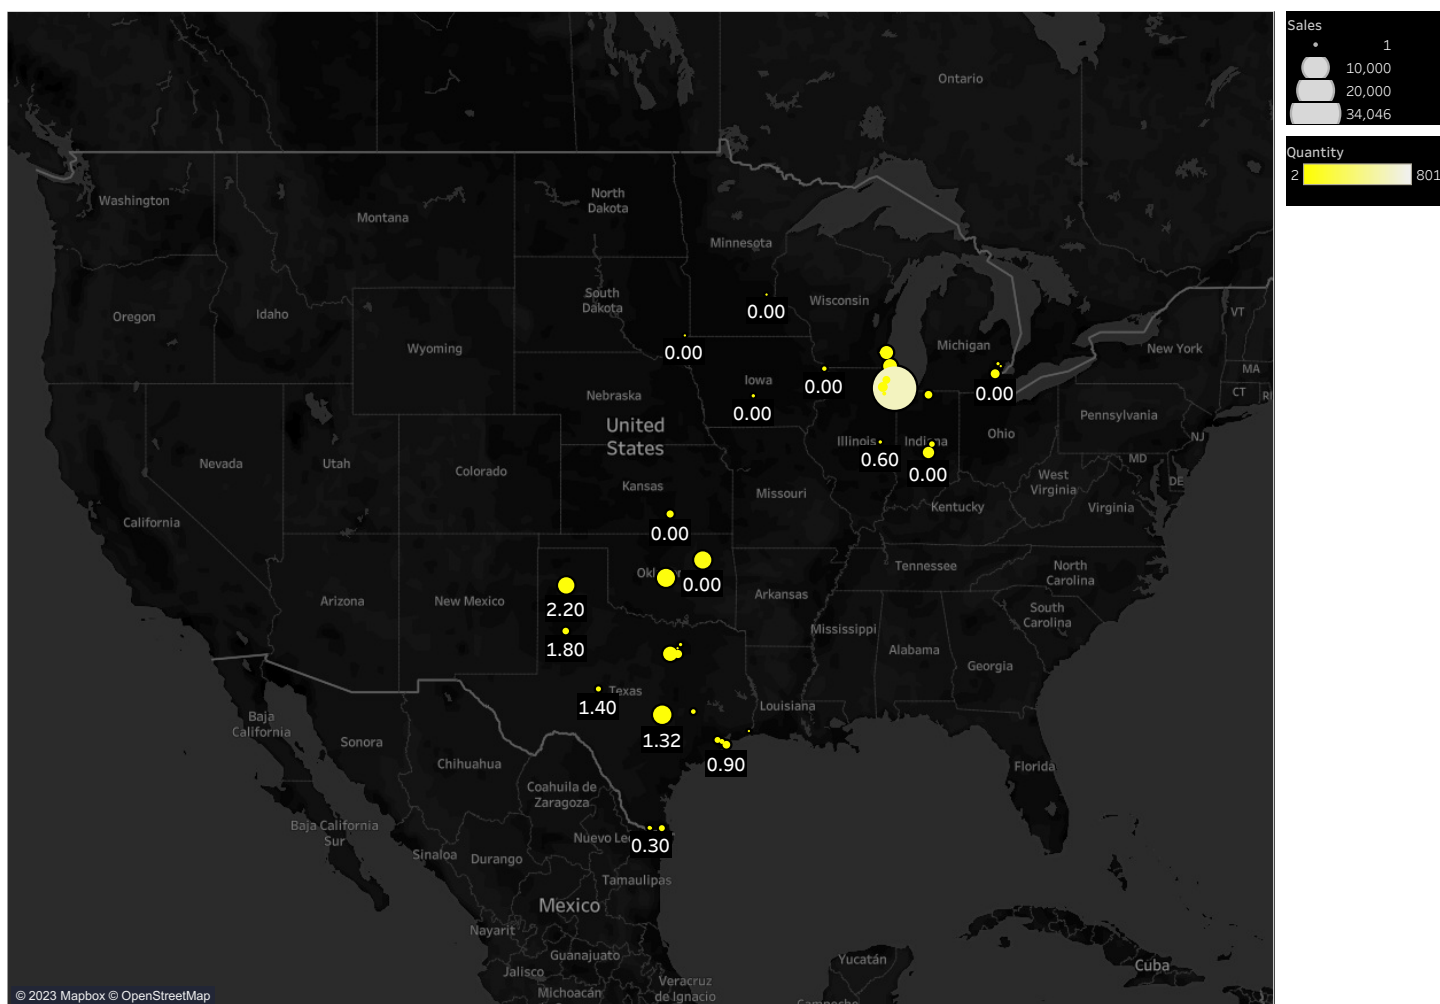 Ontario
Washington
Montana
North
Dakota
Minnesota
Oregon
Idaho
South
Dakota
Wisconsin
VT
0.00
Wyoming
0.00
Michigan
New York
MA
Iowa
0.00
0.00
CT
Nebraska
0.00
Pennsylvania
United
States
Ohio
NJ
Illinois
Indiana
0.60
0.00
MD
DE
Nevada
Utah
Colorado
Kansas
Missouri
West
Virginia
Virginia
Kentucky
California
0.00
0.00
Tennessee
North
Carolina
Arizona
New Mexico
2.20
Arkansas
South
Carolina
1.80
Mississippi
Alabama
Georgia
1.40
Texas
Louisiana
1.32
0.90
Baja
California
Sonora
Chihuahua
Florida
Coahuila de
Zaragoza
Baja California
Sur
Nuevo Le
0.30
Sinaloa
Durango
Tamaulipas
Mexico
Nayarit
Guanajuato
Jalisco
Michoacán
Veracruz
de Ignacio
Yucatán
Campeche
Cuba
© 2023 Mapbox © OpenStreetMap
Sales
1
10,000
20,000
34,046
Quantity
2
801